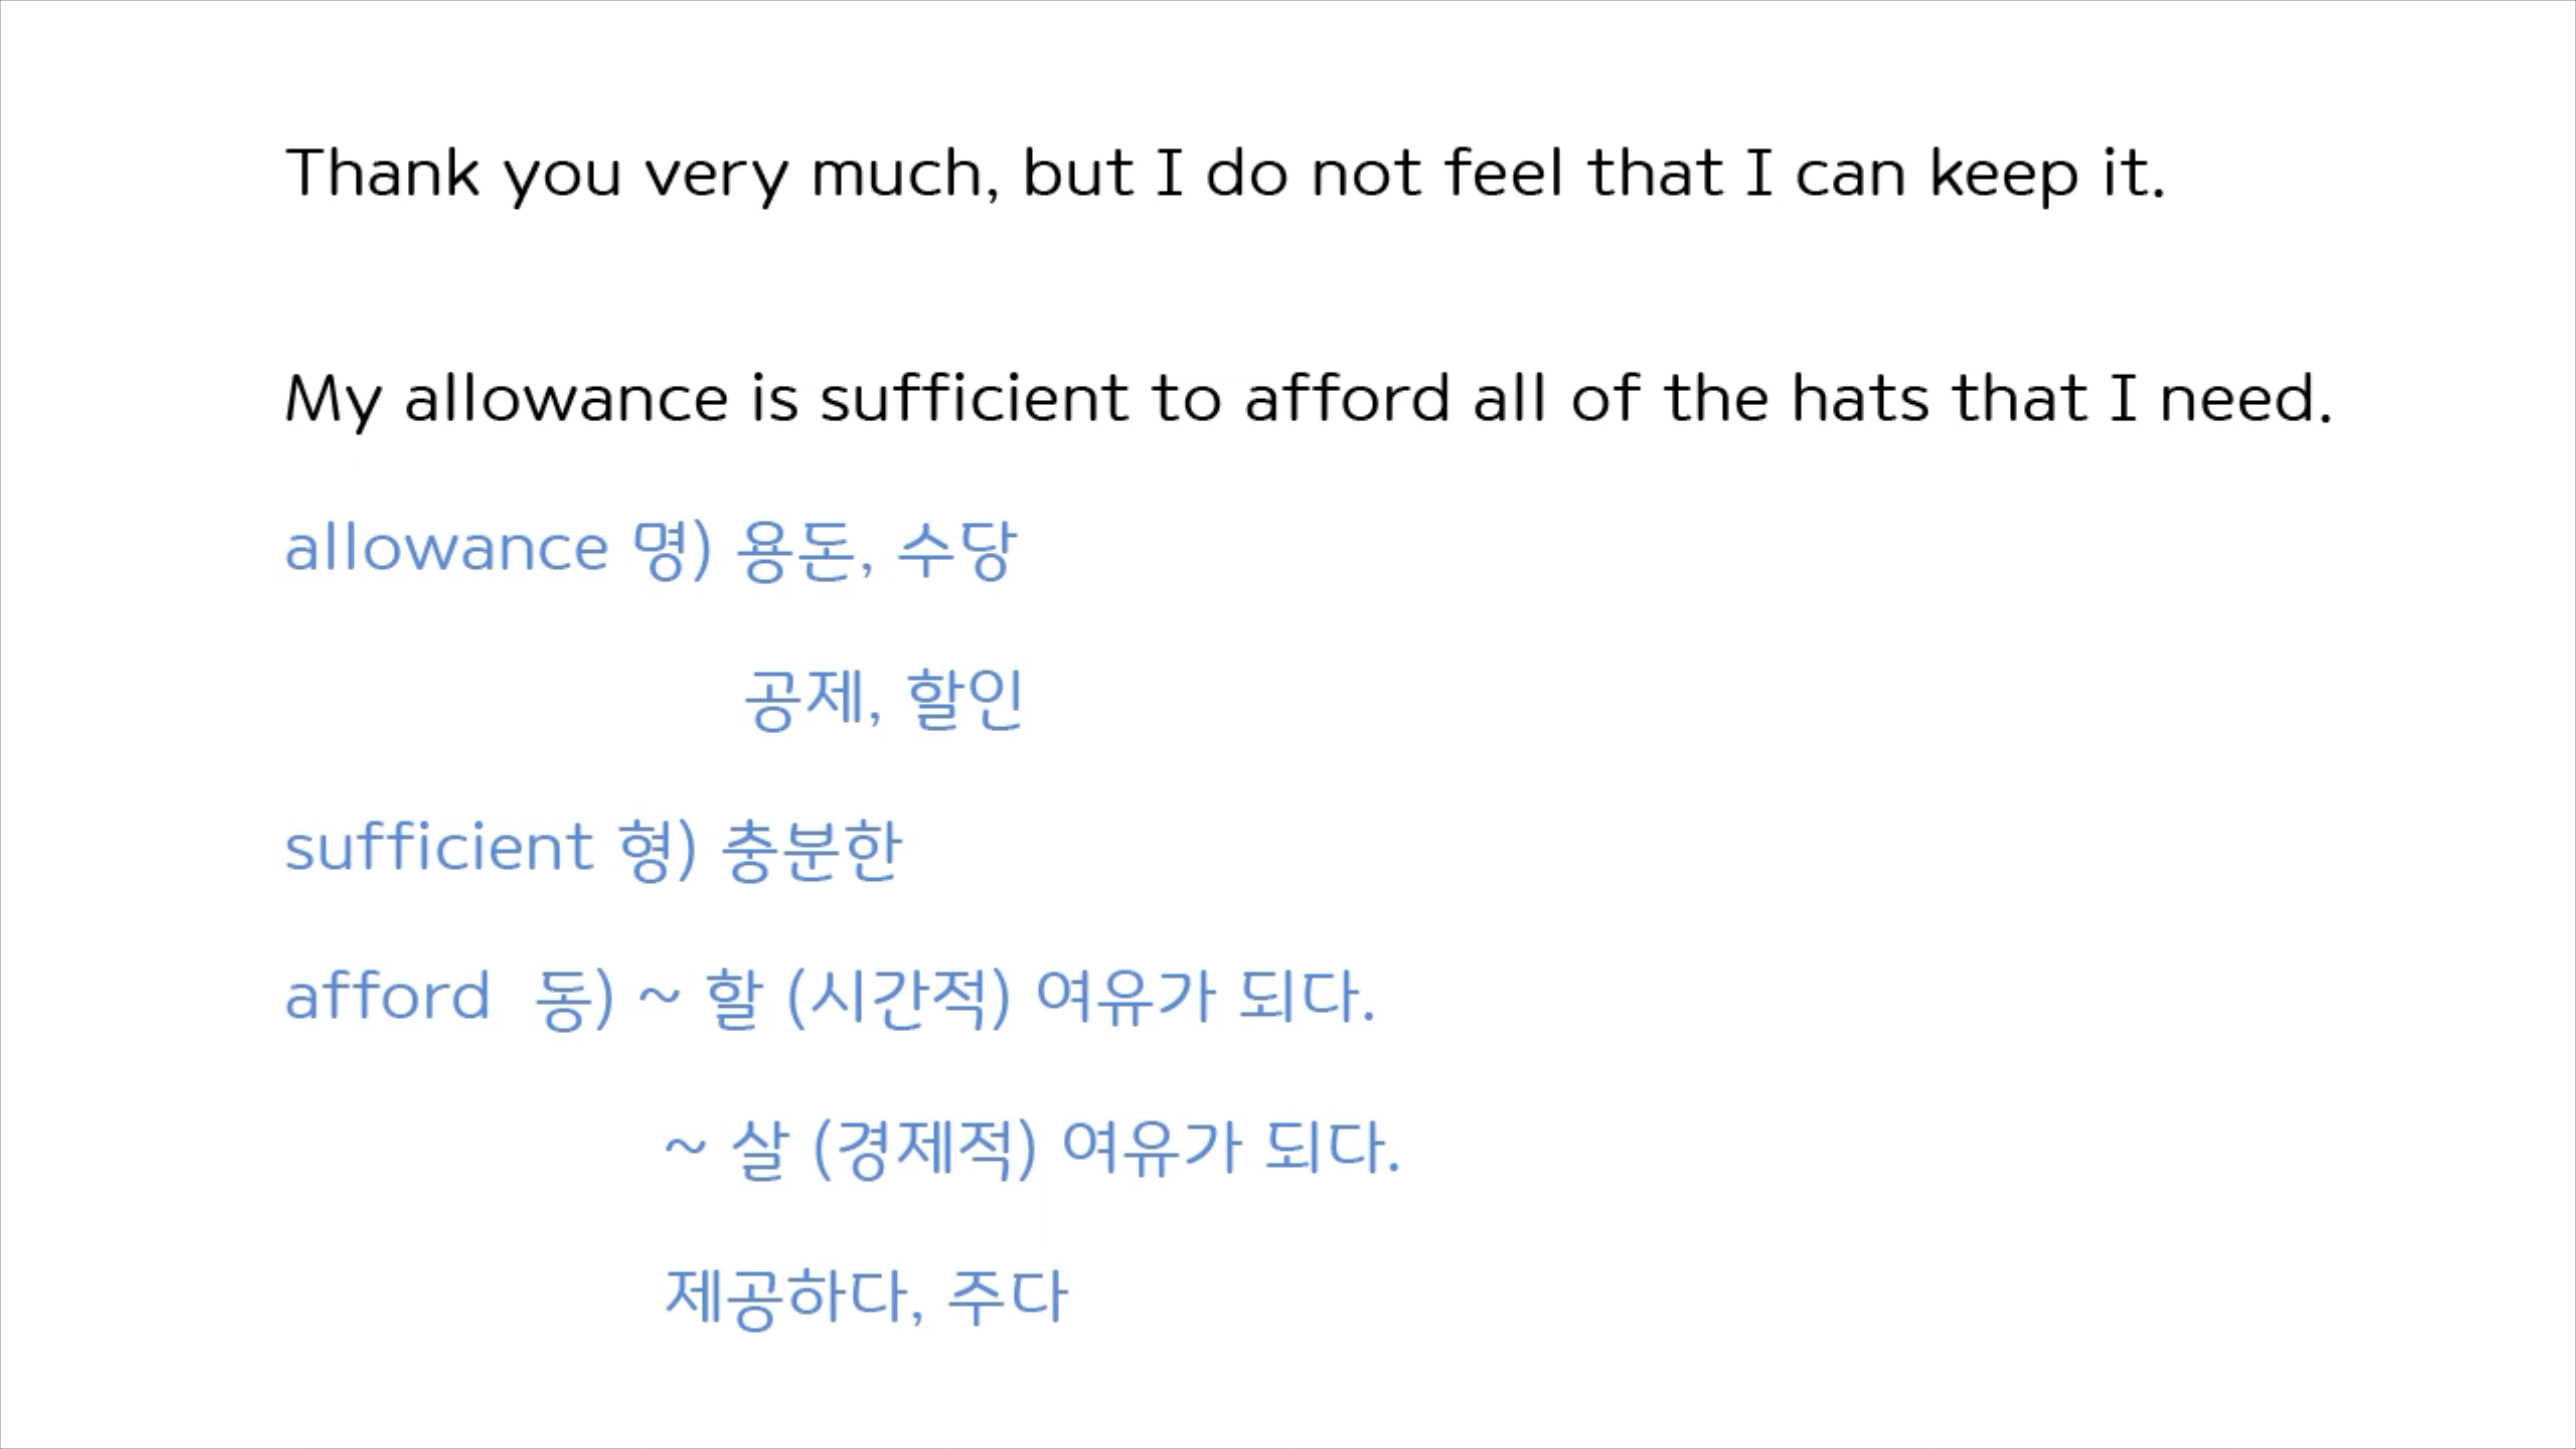 Thank you very much, but I do not feel that I can keep it.
My allowance is sufficient to afford all of the hats that I need.
allowance 명) 용돈, 수당
공제, 할인
sufficient 형) 충분한
afford 동) ~ 할 (시간적) 여유가 되다.
~ 살 (경제적) 여유가 되다.
제공하다, 주다